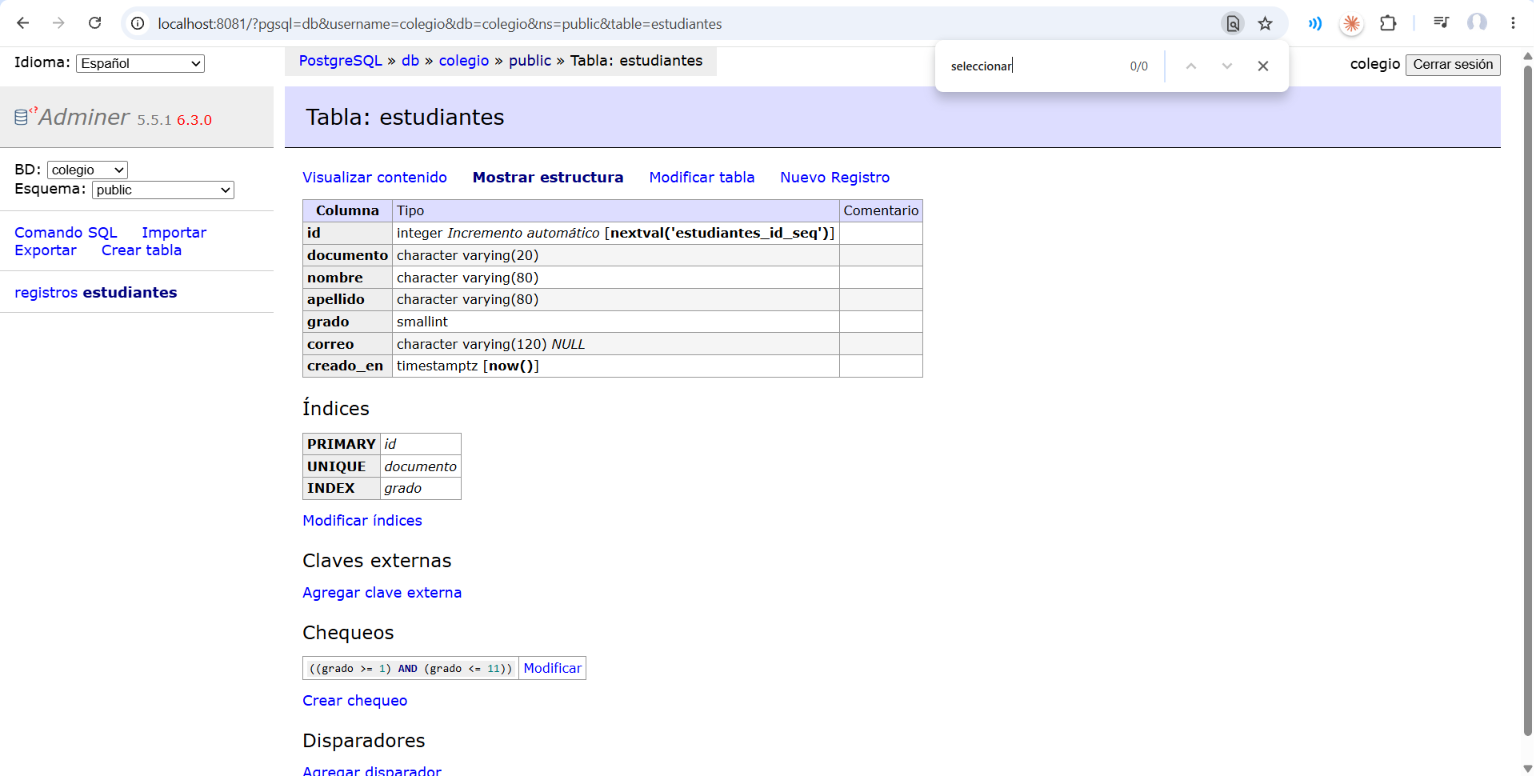 localhost:8081/?pgsql=db&username=colegio&db=colegio&ns=public&table=estudiantes
seleccionar 0/0
Idioma: Español
PostgreSQL » db » colegio » public » Tabla: estudiantes
colegio Cerrar sesión
Adminer 5.5.1 6.3.0
Tabla: estudiantes
BD: colegio
Esquema: public
Comando SQL Importar
Exportar Crear tabla
registros estudiantes
Visualizar contenido Mostrar estructura Modificar tabla Nuevo Registro
Columna Tipo Comentario
id integer Incremento automático [nextval('estudiantes_id_seq')]
documento character varying(20)
nombre character varying(80)
apellido character varying(80)
grado smallint
correo character varying(120) NULL
creado_en timestamptz [now()]
Índices
PRIMARY id
UNIQUE documento
INDEX grado
Modificar índices
Claves externas
Agregar clave externa
Chequeos
((grado >= 1) AND (grado <= 11)) Modificar
Crear chequeo
Disparadores
Agregar disparador